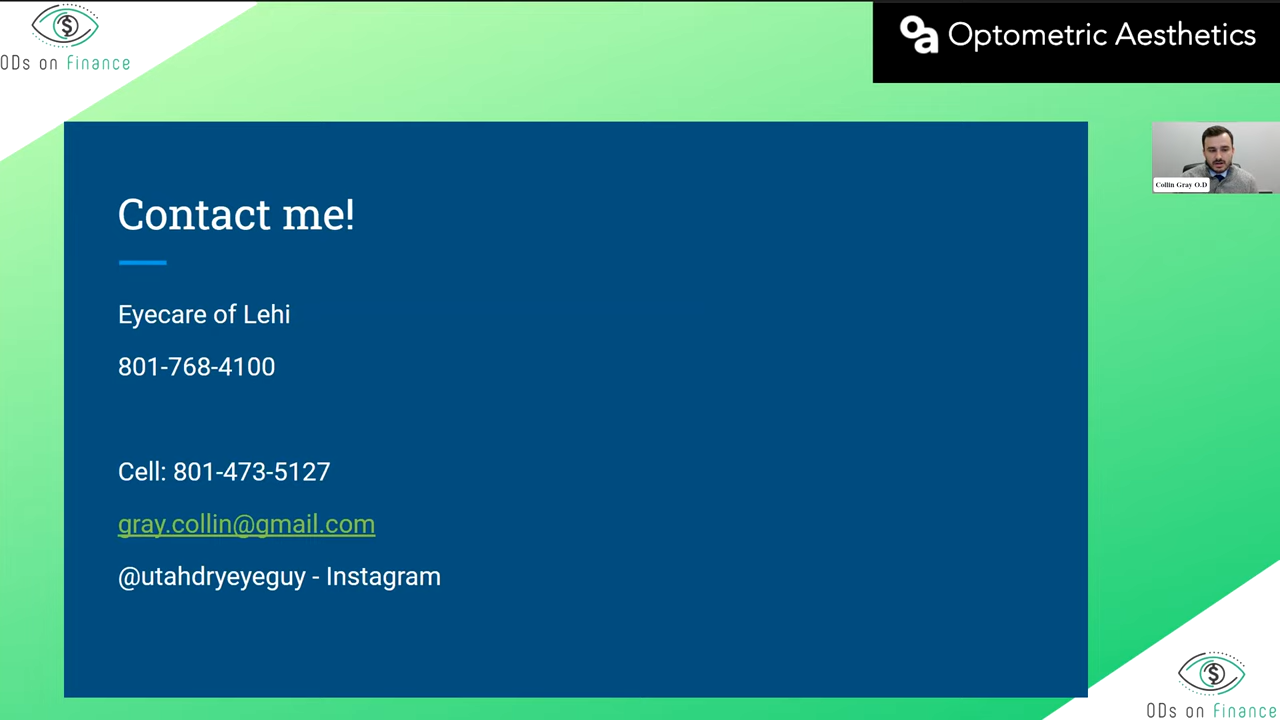 ODs on Finance
oa Optometric Aesthetics
Collin Gray O.D
Contact me!
Eyecare of Lehi
801-768-4100
Cell: 801-473-5127
gray.collin@gmail.com
@utahdryeyeguy - Instagram
ODs on Finance